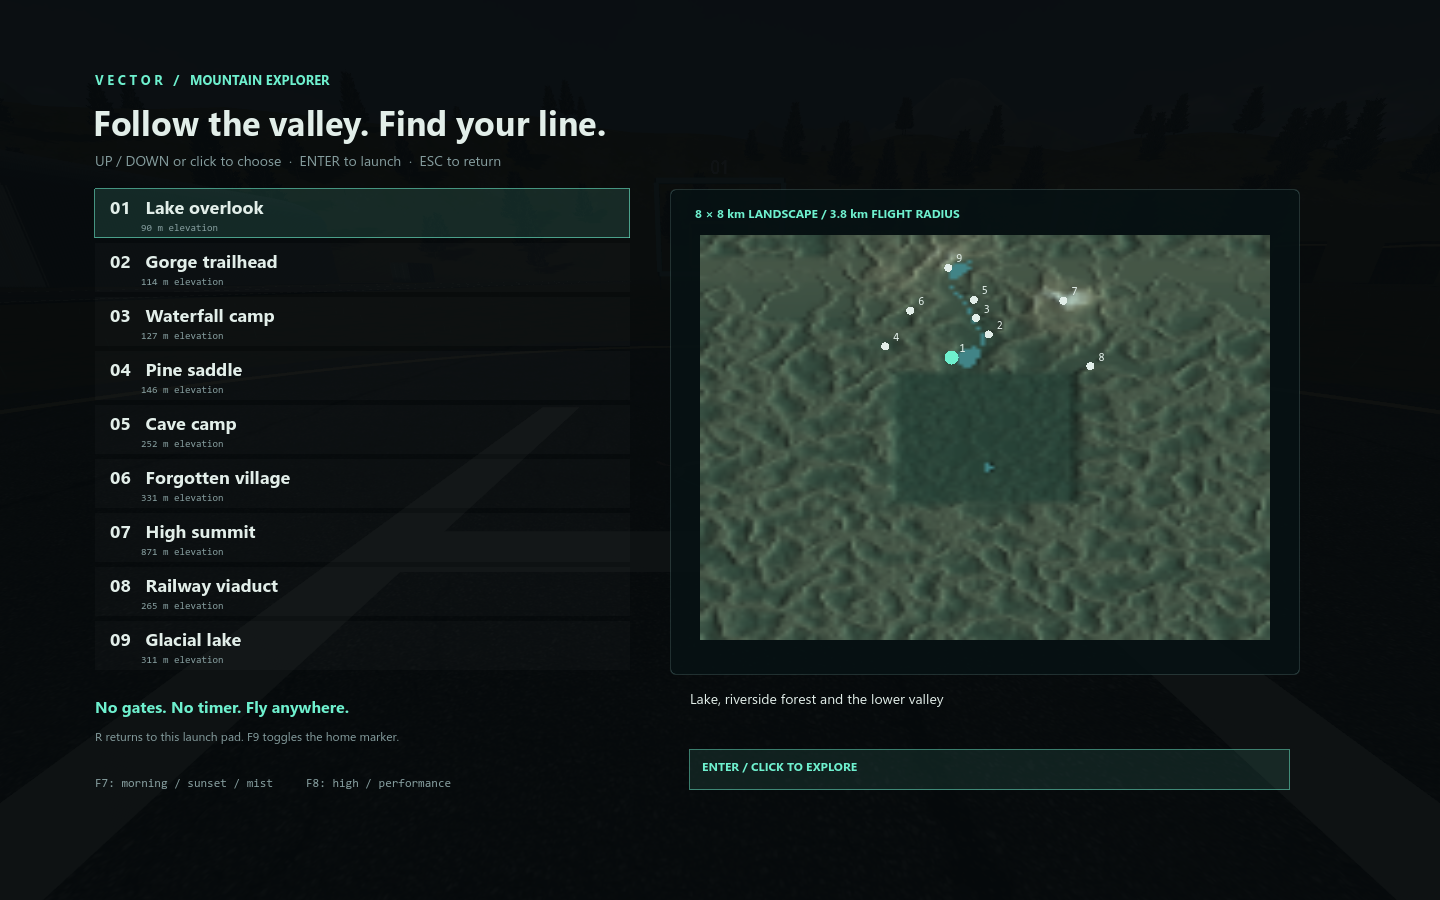 VECTOR / MOUNTAIN EXPLORER
Follow the valley. Find your line.
UP / DOWN or click to choose · ENTER to launch · ESC to return
01 Lake overlook
90 m elevation
02 Gorge trailhead
114 m elevation
03 Waterfall camp
127 m elevation
04 Pine saddle
146 m elevation
05 Cave camp
252 m elevation
06 Forgotten village
331 m elevation
07 High summit
871 m elevation
08 Railway viaduct
265 m elevation
09 Glacial lake
311 m elevation
No gates. No timer. Fly anywhere.
R returns to this launch pad. F9 toggles the home marker.
F7: morning / sunset / mist F8: high / performance
01
8 × 8 km LANDSCAPE / 3.8 km FLIGHT RADIUS
9
5
7
6
3
2
4
1
8
Lake, riverside forest and the lower valley
ENTER / CLICK TO EXPLORE